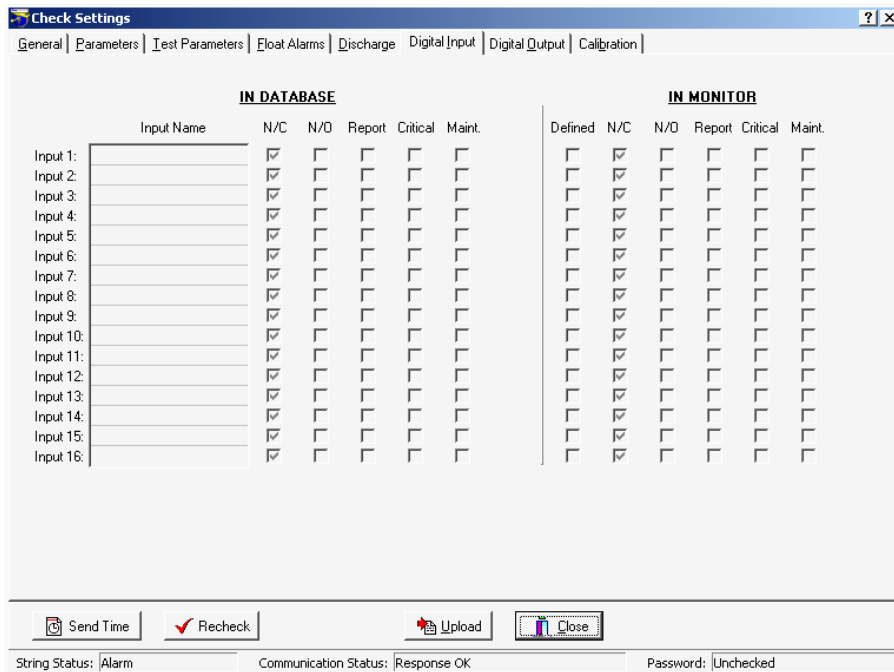 Check Settings
General Parameters Test Parameters Float Alarms Discharge Digital Input Digital Output Calibration
IN DATABASE IN MONITOR
Input Name N/C N/O Report Critical Maint. Defined N/C N/O Report Critical Maint.
Input 1:
Input 2:
Input 3:
Input 4:
Input 5:
Input 6:
Input 7:
Input 8:
Input 9:
Input 10:
Input 11:
Input 12:
Input 13:
Input 14:
Input 15:
Input 16:
Send Time Recheck Upload Close
String Status: Alarm Communication Status: Response OK Password: Unchecked